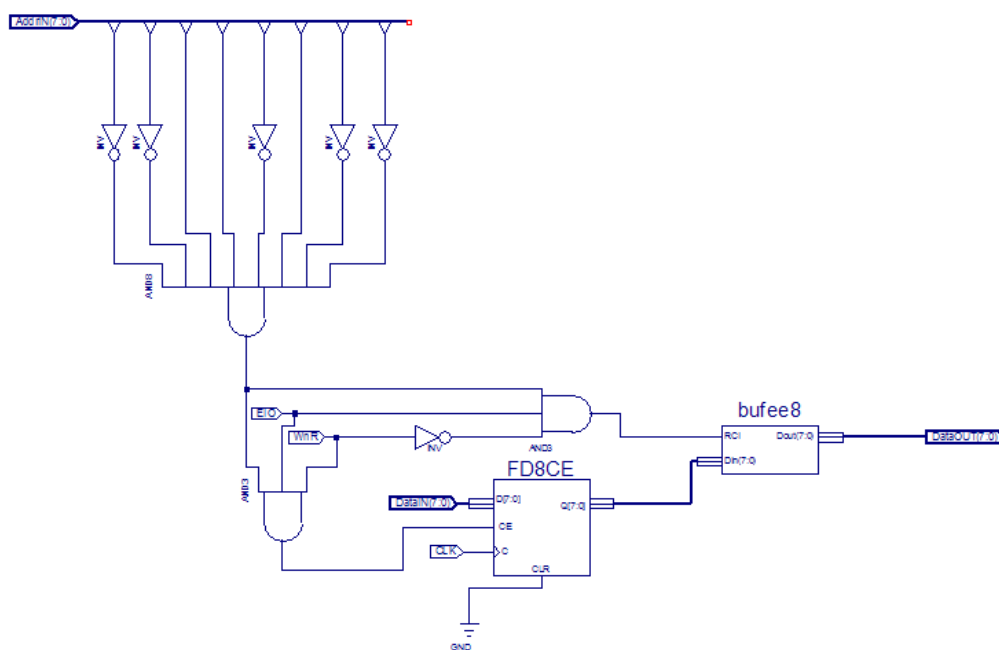 AddrIN(7:0)
INV
INV
INV
INV
INV
AND8
EIO
WnR
INV
AND3
AND3
bufee8
RCI
Dout(7:0)
Din(7:0)
DataOUT(7:0)
FD8CE
DataIN(7:0)
D[7:0]
Q[7:0]
CE
CLK
C
CLR
GND